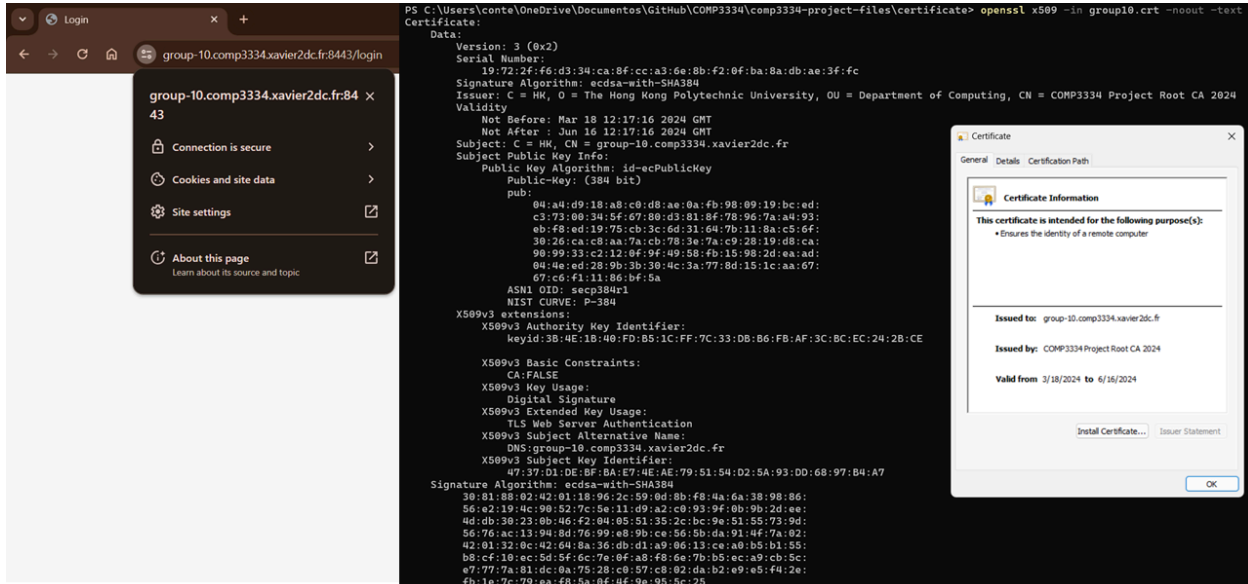 Login
group-10.comp3334.xavier2dc.fr:8443/login
group-10.comp3334.xavier2dc.fr:84
43
Connection is secure
Cookies and site data
Site settings
About this page
Learn about its source and topic
PS C:\Users\conte\OneDrive\Documentos\GitHub\COMP3334\comp3334-project-files\certificate> openssl x509 -in group10.crt -noout -text
Certificate:
Data:
Version: 3 (0x2)
Serial Number:
19:72:2f:f6:d3:34:ca:8f:cc:a3:6e:8b:f2:0f:ba:8a:db:ae:3f:fc
Signature Algorithm: ecdsa-with-SHA384
Issuer: C = HK, O = The Hong Kong Polytechnic University, OU = Department of Computing, CN = COMP3334 Project Root CA 2024
Validity
Not Before: Mar 18 12:17:16 2024 GMT
Not After : Jun 16 12:17:16 2024 GMT
Subject: C = HK, CN = group-10.comp3334.xavier2dc.fr
Subject Public Key Info:
Public Key Algorithm: id-ecPublicKey
Public-Key: (384 bit)
pub:
04:a4:d9:18:a8:c0:d8:ae:0a:fb:98:09:19:bc:ed:
c3:73:00:34:5f:67:80:d3:81:8f:78:96:7a:a4:93:
eb:f8:ed:19:75:cb:3c:6d:31:64:7b:11:8a:c5:6f:
30:26:ca:c8:aa:7a:cb:78:3e:7a:c9:28:19:d8:ca:
90:99:33:c2:12:0f:9f:49:58:fb:15:98:2d:ea:ad:
04:4e:ed:28:9b:3b:30:4c:3a:77:8d:15:1c:aa:67:
67:c6:f1:11:86:bf:5a
ASN1 OID: secp384r1
NIST CURVE: P-384
X509v3 extensions:
X509v3 Authority Key Identifier:
keyid:3B:4E:1B:40:FD:B5:1C:FF:7C:33:DB:B6:FB:AF:3C:BC:EC:24:2B:CE
X509v3 Basic Constraints:
CA:FALSE
X509v3 Key Usage:
Digital Signature
X509v3 Extended Key Usage:
TLS Web Server Authentication
X509v3 Subject Alternative Name:
DNS:group-10.comp3334.xavier2dc.fr
X509v3 Subject Key Identifier:
47:37:D1:DE:BF:BA:E7:4E:AE:79:51:54:D2:5A:93:DD:68:97:B4:A7
Signature Algorithm: ecdsa-with-SHA384
30:81:88:02:42:01:18:96:2c:59:0d:8b:f8:4a:6a:38:98:86:
56:e2:19:4c:90:52:7c:5e:11:d9:a2:c0:93:9f:0b:9b:2d:ee:
4d:db:30:23:0b:46:f2:04:05:51:35:2c:bc:9e:51:55:73:9d:
56:76:ac:13:94:8d:76:99:e8:9b:ce:56:5b:da:91:4f:7a:02:
42:01:32:0c:42:64:8a:36:db:d1:a9:06:13:ce:a0:b5:b1:55:
b8:cf:10:ec:5d:5f:6c:7e:0f:a8:f8:6e:7b:b5:ec:a9:cb:5c:
e7:77:7a:81:dc:0a:75:28:c0:57:c8:02:da:b2:e9:e5:f4:2e:
fb:1e:7c:79:ea:f8:5a:0f:4f:9e:95:5c:25
Certificate
General Details Certification Path
Certificate Information
This certificate is intended for the following purpose(s):
• Ensures the identity of a remote computer
Issued to: group-10.comp3334.xavier2dc.fr
Issued by: COMP3334 Project Root CA 2024
Valid from 3/18/2024 to 6/16/2024
Install Certificate... Issuer Statement
OK